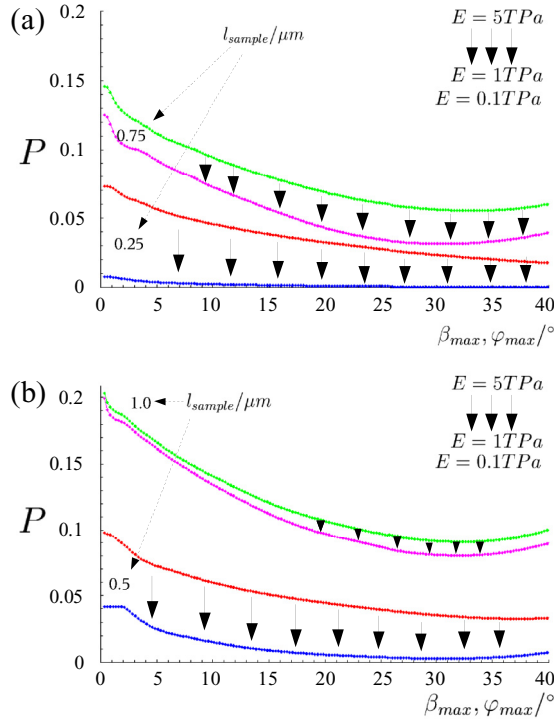 (a)
0.2
0.15
0.1
0.05
0
P
l_sample/μm
0.75
0.25
E = 5TPa
E = 1TPa
E = 0.1TPa
0 5 10 15 20 25 30 35 40
β_max, φ_max/°
(b)
0.2
0.15
0.1
0.05
0
P
1.0
l_sample/μm
0.5
E = 5TPa
E = 1TPa
E = 0.1TPa
0 5 10 15 20 25 30 35 40
β_max, φ_max/°